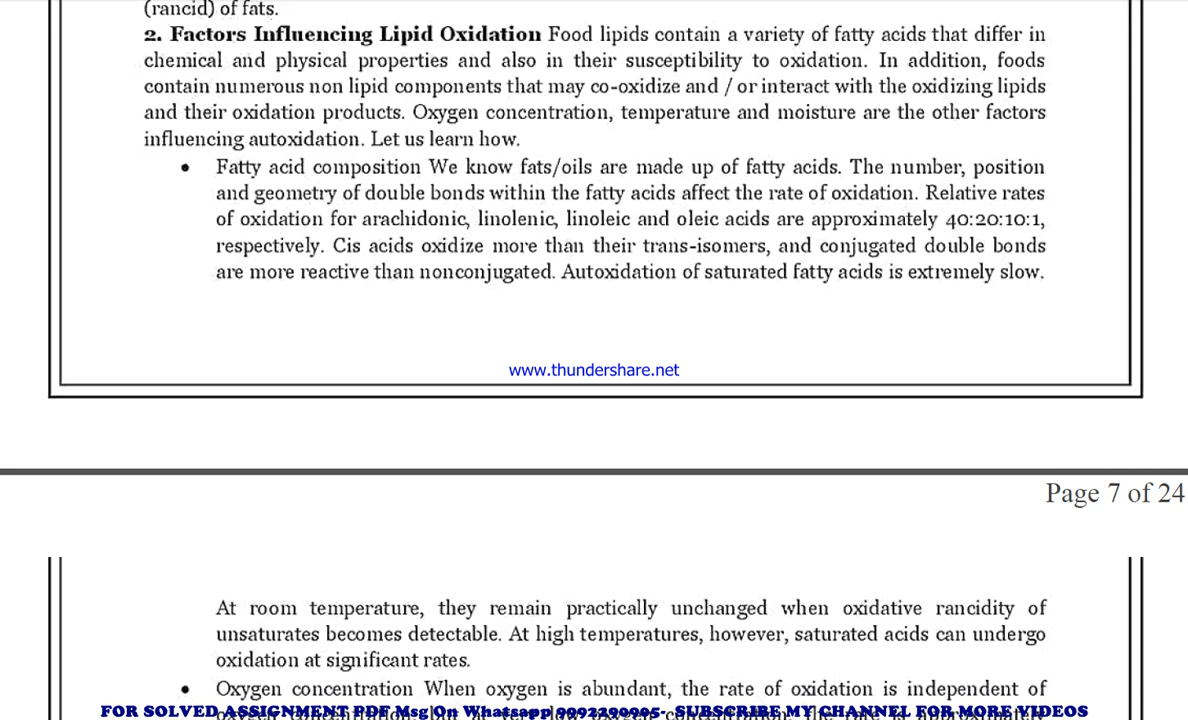 (rancid) of fats.
2. Factors Influencing Lipid Oxidation Food lipids contain a variety of fatty acids that differ in
chemical and physical properties and also in their susceptibility to oxidation. In addition, foods
contain numerous non lipid components that may co-oxidize and / or interact with the oxidizing lipids
and their oxidation products. Oxygen concentration, temperature and moisture are the other factors
influencing autoxidation. Let us learn how.
• Fatty acid composition We know fats/oils are made up of fatty acids. The number, position
and geometry of double bonds within the fatty acids affect the rate of oxidation. Relative rates
of oxidation for arachidonic, linolenic, linoleic and oleic acids are approximately 40:20:10:1,
respectively. Cis acids oxidize more than their trans-isomers, and conjugated double bonds
are more reactive than nonconjugated. Autoxidation of saturated fatty acids is extremely slow.
www.thundershare.net
Page 7 of 24
At room temperature, they remain practically unchanged when oxidative rancidity of
unsaturates becomes detectable. At high temperatures, however, saturated acids can undergo
oxidation at significant rates.
• Oxygen concentration When oxygen is abundant, the rate of oxidation is independent of
FOR SOLVED ASSIGNMENT PDF Msg On Whatsapp 9992390905- SUBSCRIBE MY CHANNEL FOR MORE VIDEOS